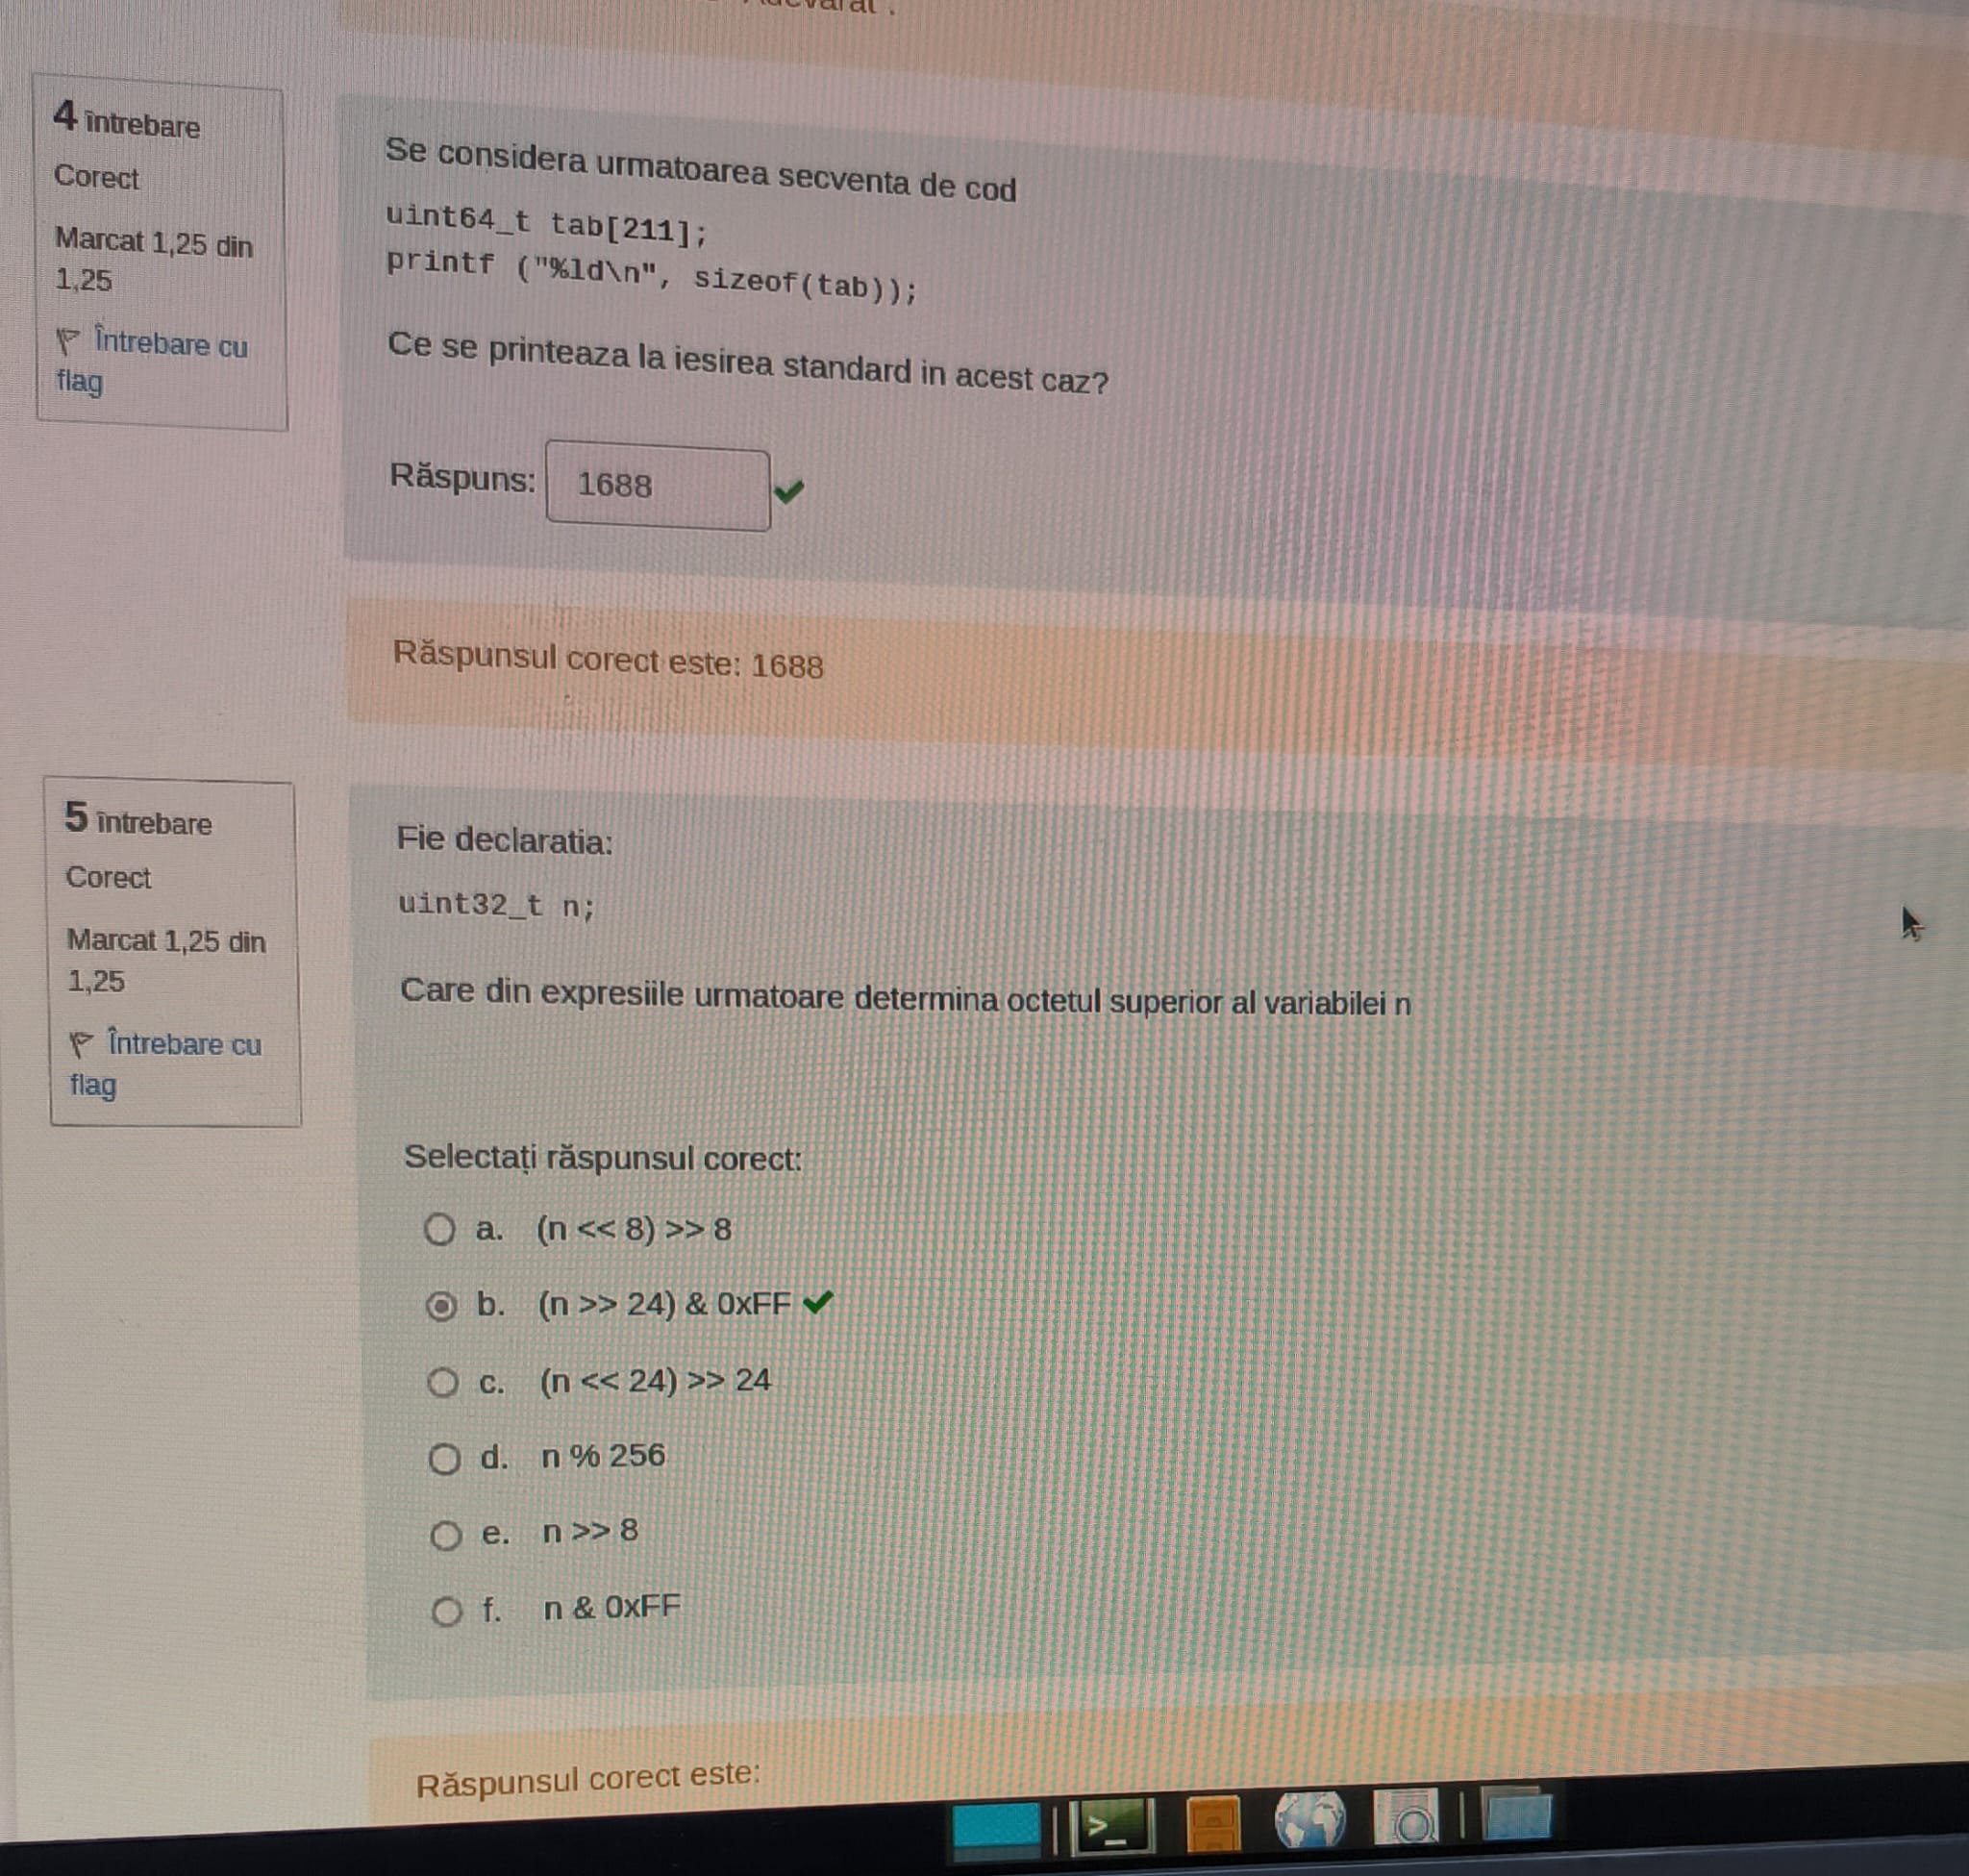 4 întrebare
Corect
Marcat 1,25 din
1,25
Întrebare cu
flag
Se considera urmatoarea secventa de cod
uint64_t tab[211];
printf ("%ld\n", sizeof(tab));
Ce se printeaza la iesirea standard in acest caz?
Răspuns: 1688
Răspunsul corect este: 1688
5 întrebare
Corect
Marcat 1,25 din
1,25
Întrebare cu
flag
Fie declaratia:
uint32_t n;
Care din expresiile urmatoare determina octetul superior al variabilei n
Selectați răspunsul corect:
a. (n << 8) >> 8
b. (n >> 24) & 0xFF
c. (n << 24) >> 24
d. n % 256
e. n >> 8
f. n & 0xFF
Răspunsul corect este: